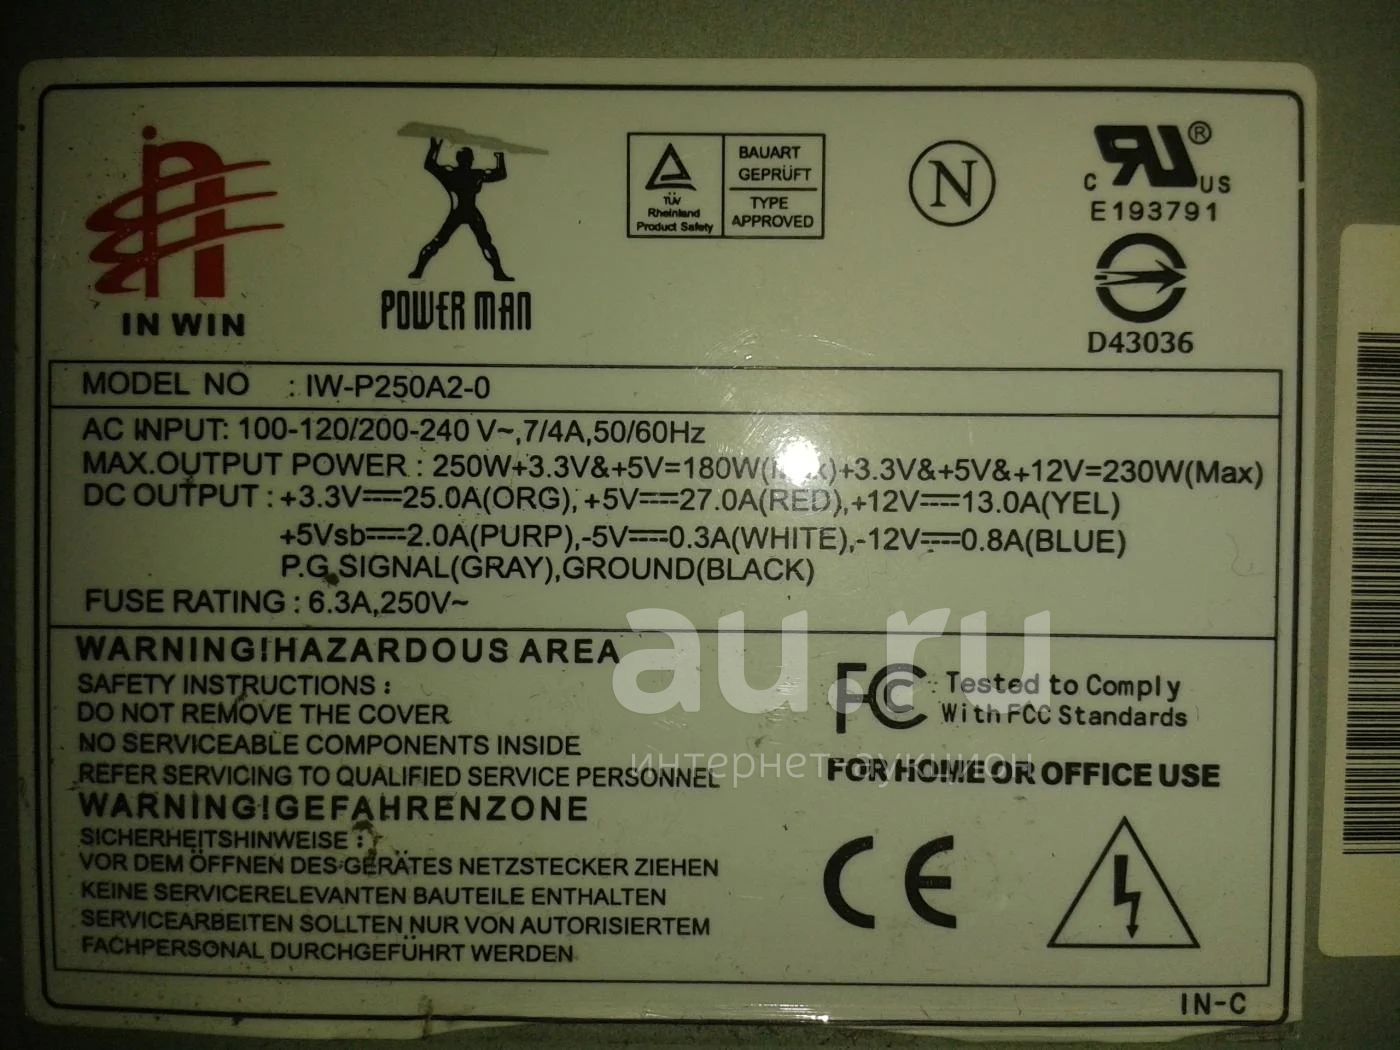 IN WIN
POWER MAN
TÜV
Rheinland
Product Safety
BAUART
GEPRÜFT
TYPE
APPROVED
N
C RU US ®
E193791
D43036
MODEL NO : IW-P250A2-0
AC INPUT: 100-120/200-240 V~,7/4A,50/60Hz
MAX.OUTPUT POWER : 250W+3.3V&+5V=180W(Max)+3.3V&+5V&+12V=230W(Max)
DC OUTPUT : +3.3V⎓25.0A(ORG),+5V⎓27.0A(RED),+12V⎓13.0A(YEL)
+5Vsb⎓2.0A(PURP),-5V⎓0.3A(WHITE),-12V⎓0.8A(BLUE)
P.G.SIGNAL(GRAY),GROUND(BLACK)
FUSE RATING : 6.3A,250V~
WARNING!HAZARDOUS AREA
SAFETY INSTRUCTIONS :
DO NOT REMOVE THE COVER
NO SERVICEABLE COMPONENTS INSIDE
REFER SERVICING TO QUALIFIED SERVICE PERSONNEL
WARNING!GEFAHRENZONE
SICHERHEITSHINWEISE :
VOR DEM ÖFFNEN DES GERÄTES NETZSTECKER ZIEHEN
KEINE SERVICERELEVANTEN BAUTEILE ENTHALTEN
SERVICEARBEITEN SOLLTEN NUR VON AUTORISIERTEM
FACHPERSONAL DURCHGEFÜHRT WERDEN
FC Tested to Comply
With FCC Standards
FOR HOME OR OFFICE USE
CE
IN-C
au.ru
интернет-аукцион